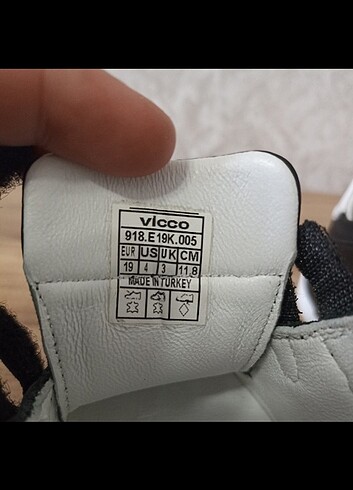 vicco
918.E19K.005
EUR US UK CM
19 4 3 11,8
MADE IN TURKEY